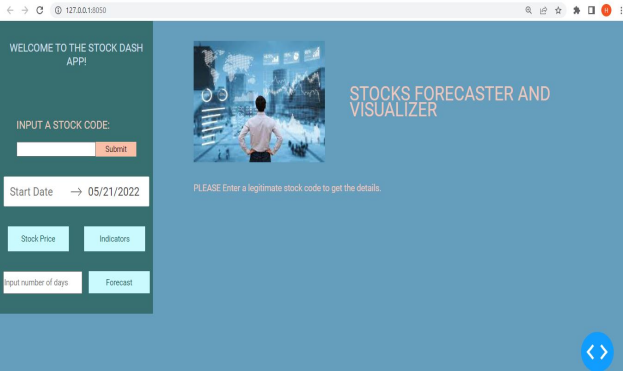 127.0.0.1:8050
H
WELCOME TO THE STOCK DASH
APP!
INPUT A STOCK CODE:
Submit
Start Date → 05/21/2022
Stock Price
Indicators
Input number of days
Forecast
STOCKS FORECASTER AND
VISUALIZER
PLEASE Enter a legitimate stock code to get the details.